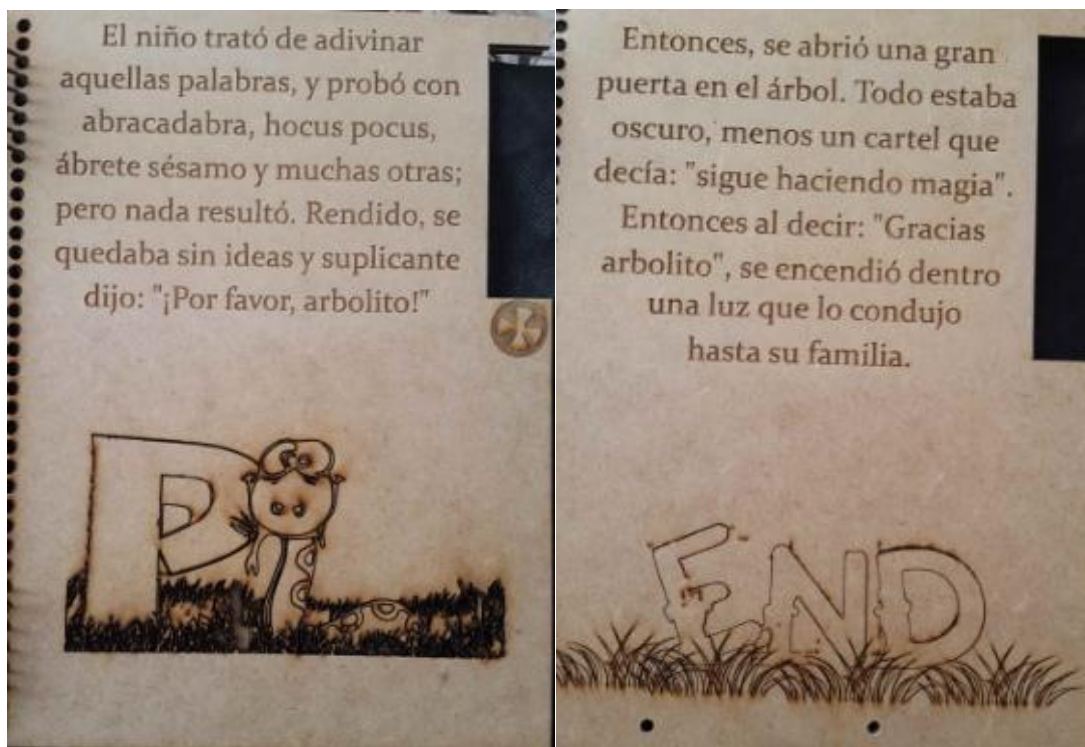 El niño trató de adivinar
aquellas palabras, y probó con
abracadabra, hocus pocus,
ábrete sésamo y muchas otras;
pero nada resultó. Rendido, se
quedaba sin ideas y suplicante
dijo: "¡Por favor, arbolito!"
Entonces, se abrió una gran
puerta en el árbol. Todo estaba
oscuro, menos un cartel que
decía: "sigue haciendo magia".
Entonces al decir: "Gracias
arbolito", se encendió dentro
una luz que lo condujo
hasta su familia.
END